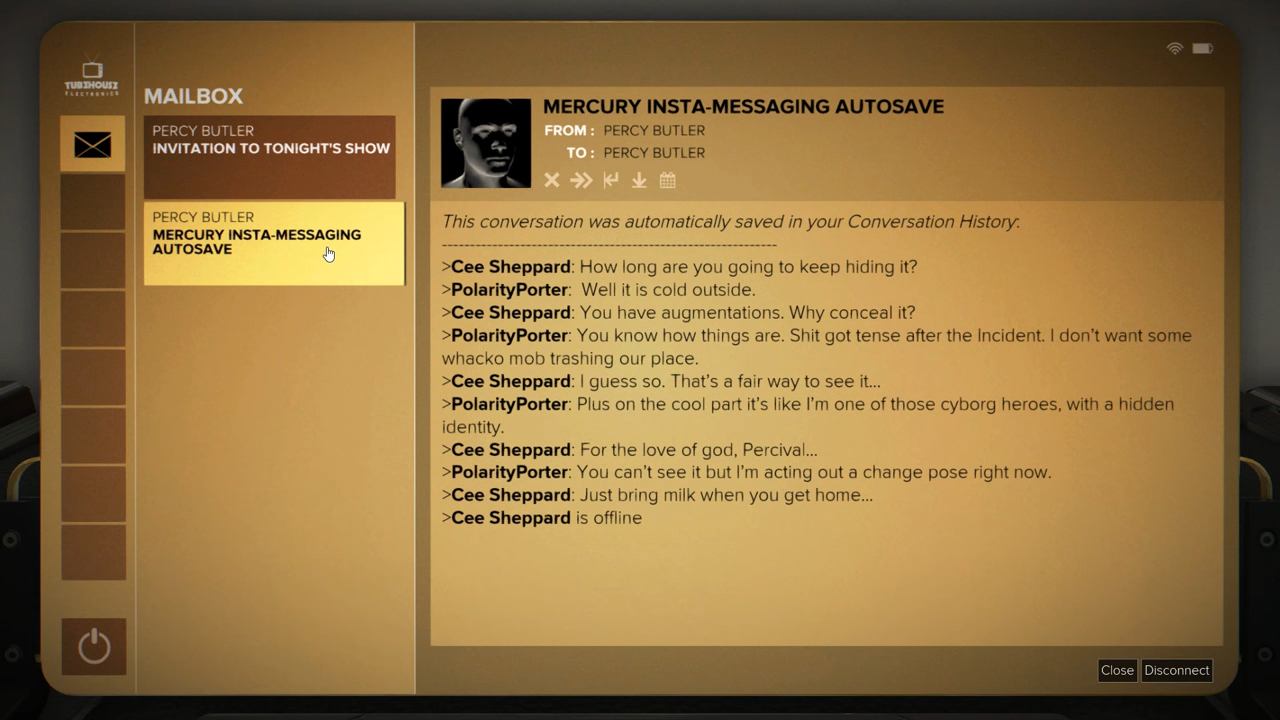 TUBEHOUSE
ELECTRONICS
MAILBOX
PERCY BUTLER
INVITATION TO TONIGHT'S SHOW
PERCY BUTLER
MERCURY INSTA-MESSAGING
AUTOSAVE
MERCURY INSTA-MESSAGING AUTOSAVE
FROM : PERCY BUTLER
TO : PERCY BUTLER
This conversation was automatically saved in your Conversation History:
------------------------------------------------------------
>Cee Sheppard: How long are you going to keep hiding it?
>PolarityPorter:  Well it is cold outside.
>Cee Sheppard: You have augmentations. Why conceal it?
>PolarityPorter: You know how things are. Shit got tense after the Incident. I don't want some
whacko mob trashing our place.
>Cee Sheppard: I guess so. That's a fair way to see it...
>PolarityPorter: Plus on the cool part it's like I'm one of those cyborg heroes, with a hidden
identity.
>Cee Sheppard: For the love of god, Percival...
>PolarityPorter: You can't see it but I'm acting out a change pose right now.
>Cee Sheppard: Just bring milk when you get home...
>Cee Sheppard is offline
Close Disconnect